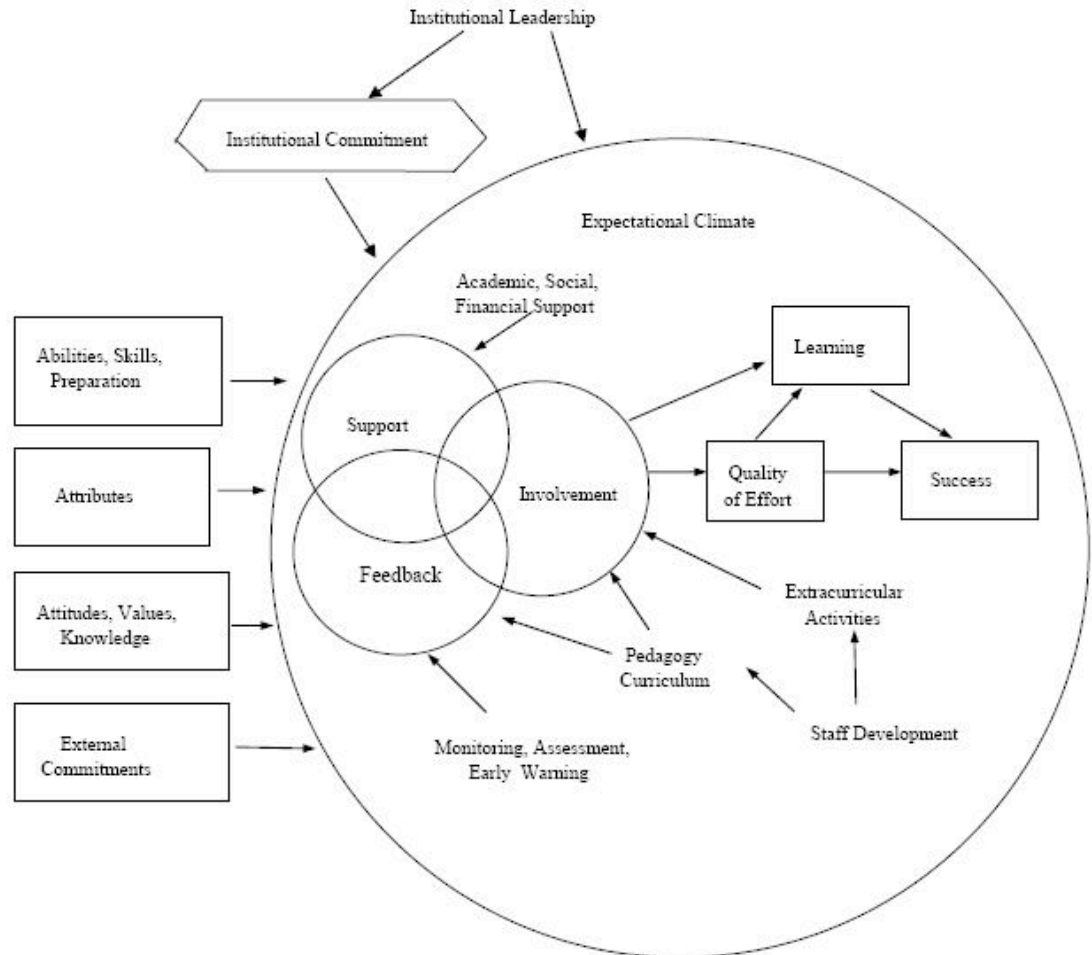 Institutional Leadership
Institutional Commitment
Expectational Climate
Academic, Social,
Financial Support
Abilities, Skills,
Preparation
Learning
Support
Attributes
Involvement
Quality
of Effort
Success
Feedback
Attitudes, Values,
Knowledge
Extracurricular
Activities
Pedagogy
Curriculum
External
Commitments
Monitoring, Assessment,
Early Warning
Staff Development